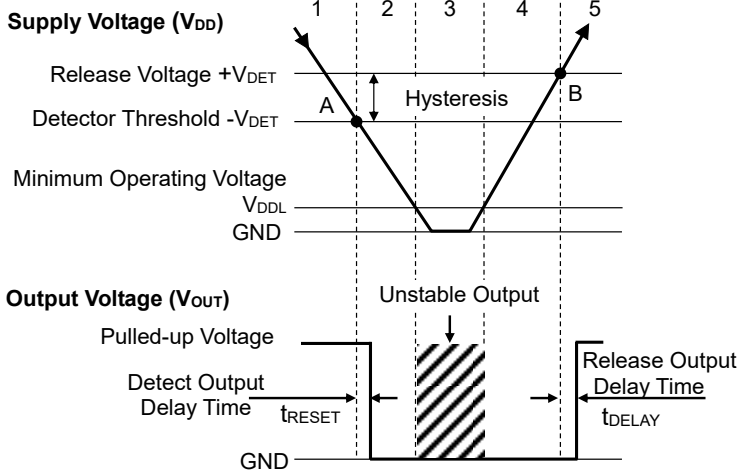 1 2 3 4 5
Supply Voltage (VDD)
Release Voltage +VDET
A
Hysteresis
B
Detector Threshold -VDET
Minimum Operating Voltage
VDDL
GND
Output Voltage (VOUT)
Unstable Output
Pulled-up Voltage
Detect Output
Delay Time
tRESET
Release Output
Delay Time
tDELAY
GND